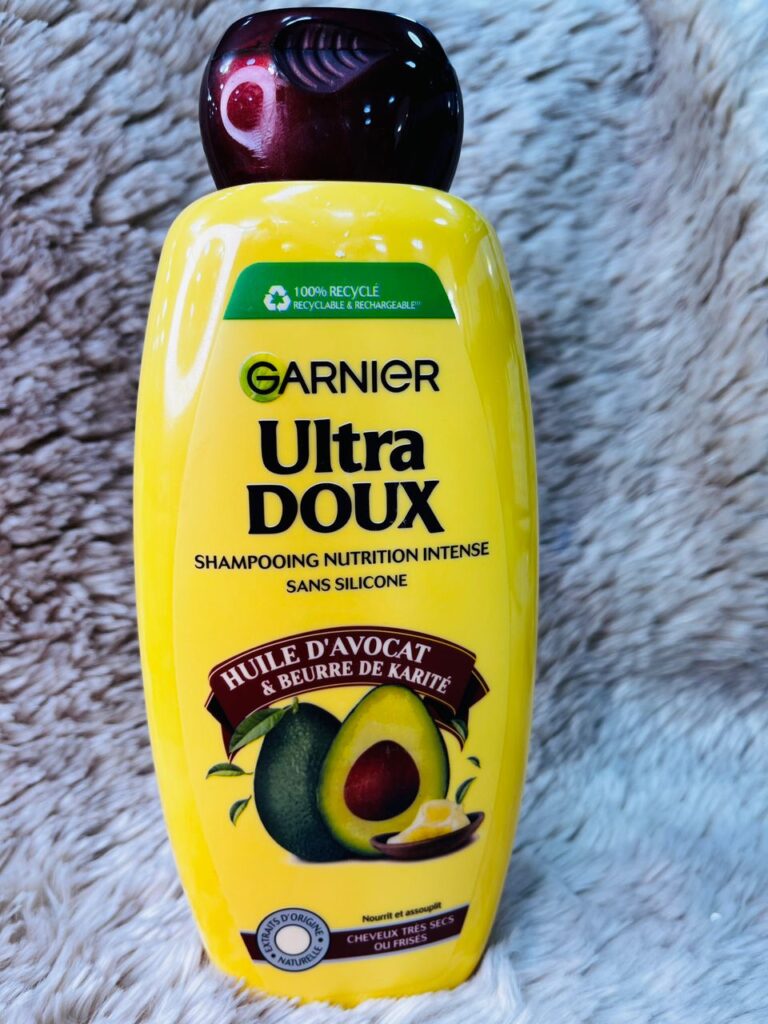 100% RECYCLÉ
RECYCLABLE & RECHARGEABLE
GARNIER
Ultra
DOUX
SHAMPOOING NUTRITION INTENSE
SANS SILICONE
HUILE D'AVOCAT
& BEURRE DE KARITÉ
Nourrit et assouplit
CHEVEUX TRÈS SECS
OU FRISÉS
EXTRAITS D'ORIGINE
NATURELLE